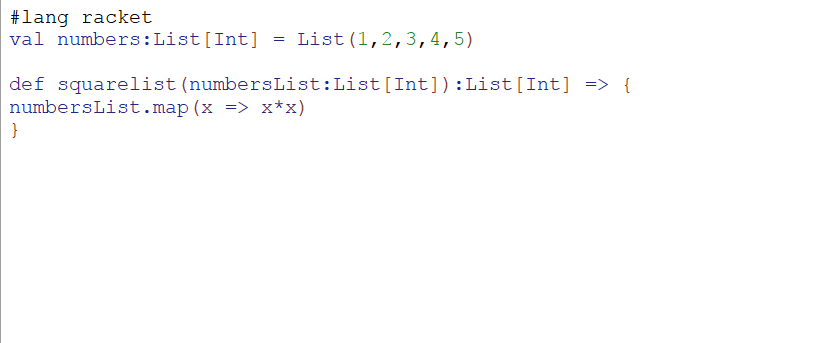 #lang racket
val numbers:List[Int] = List(1,2,3,4,5)
def squarelist(numbersList:List[Int]):List[Int] => {
numbersList.map(x => x*x)
}